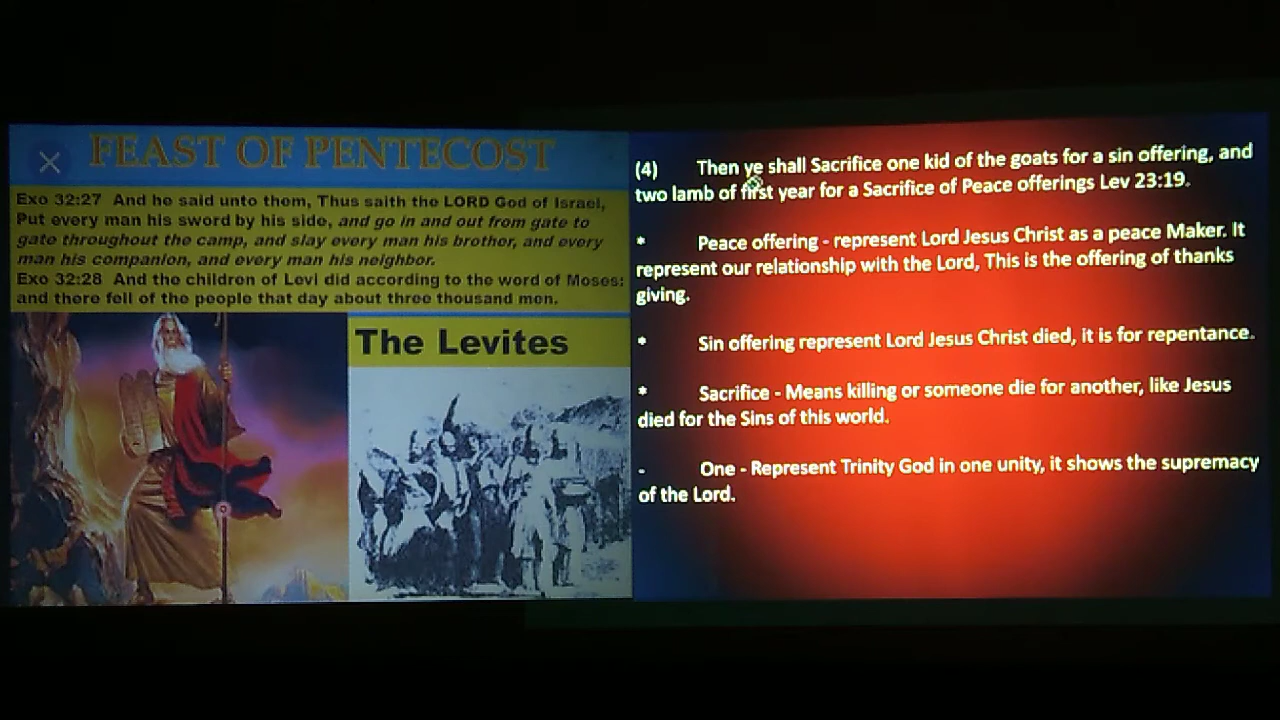 FEAST OF PENTECOST
Exo 32:27 And he said unto them, Thus saith the LORD God of Israel,
Put every man his sword by his side, and go in and out from gate to
gate throughout the camp, and slay every man his brother, and every
man his companion, and every man his neighbor.
Exo 32:28 And the children of Levi did according to the word of Moses:
and there fell of the people that day about three thousand men.
The Levites
(4) Then ye shall Sacrifice one kid of the goats for a sin offering, and
two lamb of first year for a Sacrifice of Peace offerings Lev 23:19.
* Peace offering - represent Lord Jesus Christ as a peace Maker. It
represent our relationship with the Lord, This is the offering of thanks
giving.
* Sin offering represent Lord Jesus Christ died, it is for repentance.
* Sacrifice - Means killing or someone die for another, like Jesus
died for the Sins of this world.
- One - Represent Trinity God in one unity, it shows the supremacy
of the Lord.